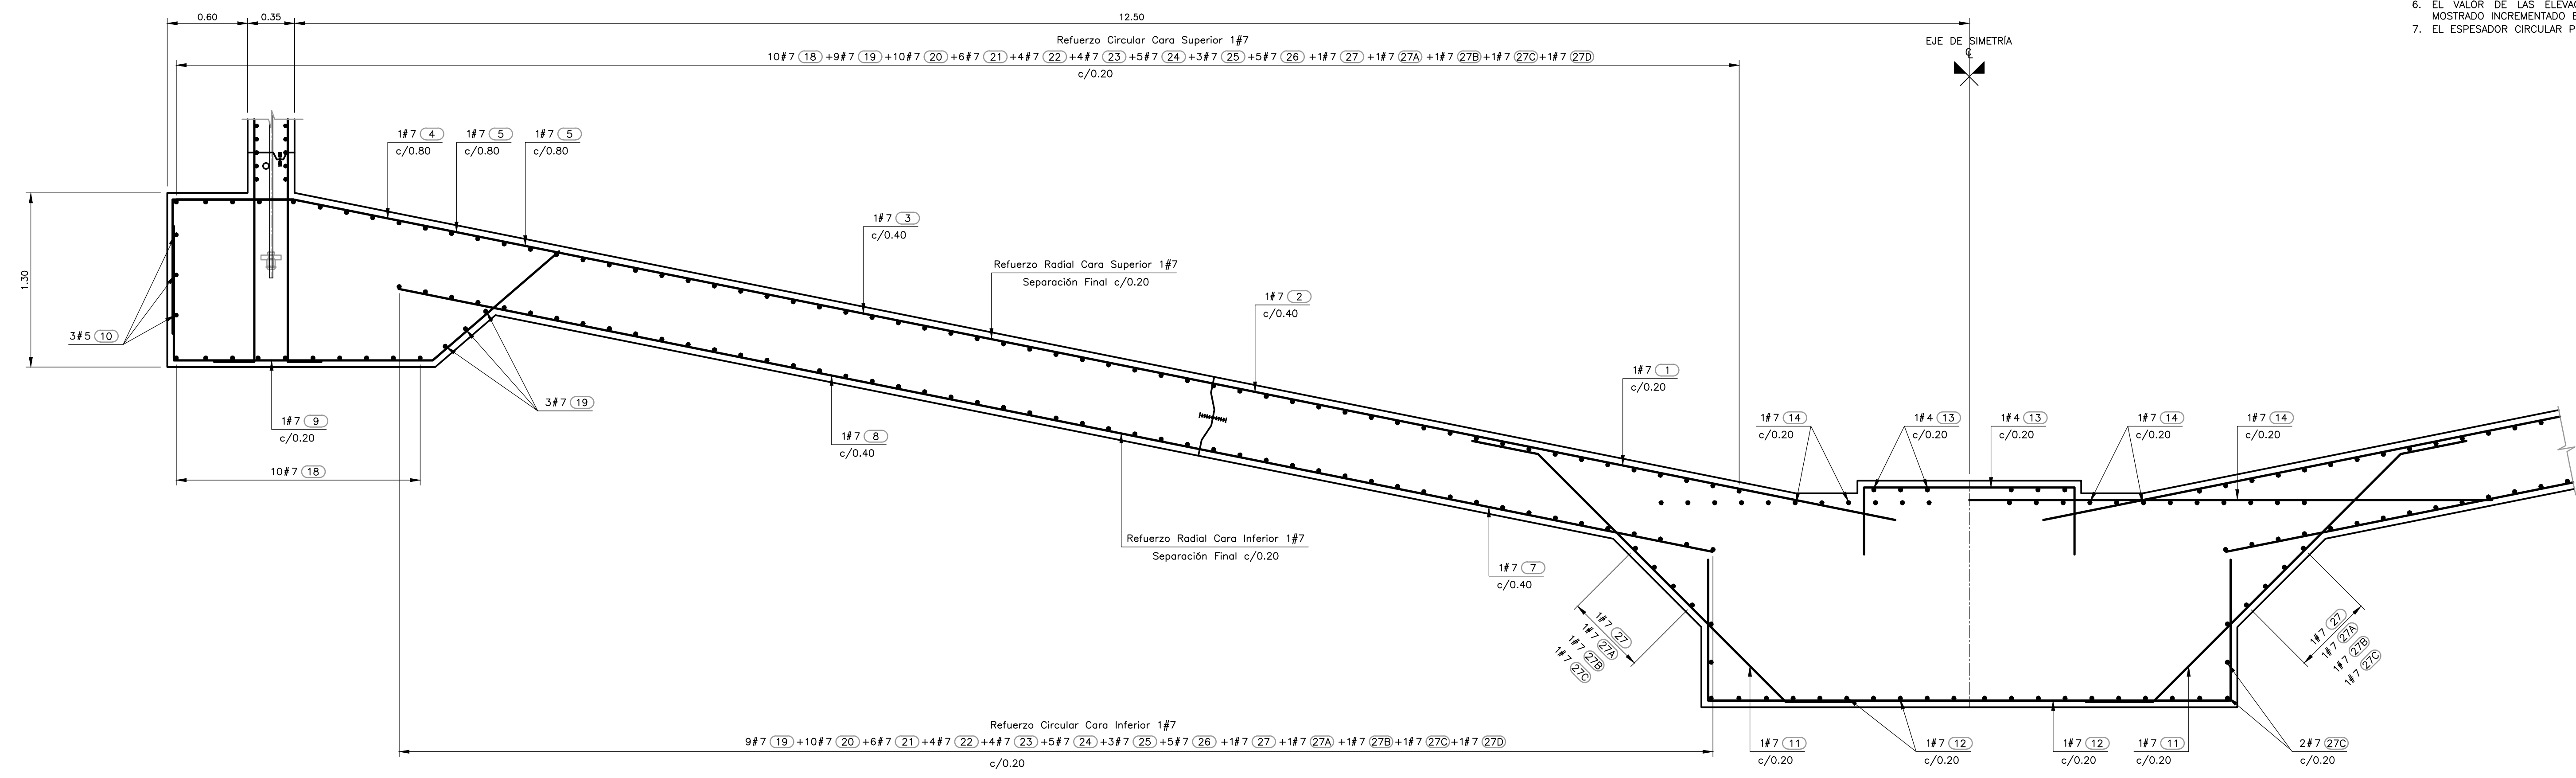 0.60
0.35
12.50
6. EL VALOR DE LAS
MOSTRADO INCREMENTADO
7. EL ESPESADOR CIRCULAR
Refuerzo Circular Cara Superior 1#7
10#7 18 +9#7 19 +10#7 20 +6#7 21 +4#7 22 +4#7 23 +5#7 24 +3#7 25 +5#7 26 +1#7 27 +1#7 27A +1#7 27B +1#7 27C +1#7 27D
c/0.20
EJE DE SIMETRÍA
1#7 4
c/0.80
1#7 5
c/0.80
1#7 5
c/0.80
1#7 3
c/0.40
Refuerzo Radial Cara Superior 1#7
Separación Final c/0.20
1#7 2
c/0.40
1.30
3#5 10
1#7 1
c/0.20
3#7 19
1#7 9
c/0.20
10#7 18
1#7 8
c/0.40
1#7 14
c/0.20
1#4 13
c/0.20
1#4 13
c/0.20
1#7 14
c/0.20
1#7 14
c/0.20
Refuerzo Radial Cara Inferior 1#7
Separación Final c/0.20
1#7 7
c/0.40
1#7 27
1#7 27A
1#7 27B
1#7 27C
1#7 27
1#7 27A
1#7 27B
1#7 27C
Refuerzo Circular Cara Inferior 1#7
9#7 19 +10#7 20 +6#7 21 +4#7 22 +4#7 23 +5#7 24 +3#7 25 +5#7 26 +1#7 27 +1#7 27A +1#7 27B +1#7 27C +1#7 27D
c/0.20
1#7 11
c/0.20
1#7 12
c/0.20
1#7 12
c/0.20
1#7 11
c/0.20
2#7 27C
c/0.20